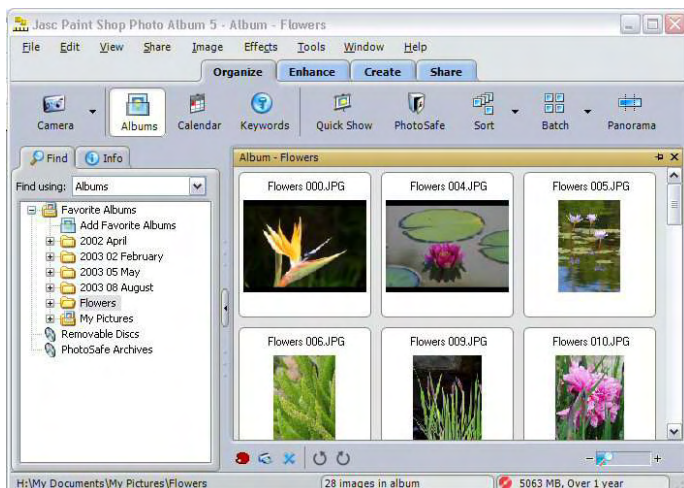 Jasc Paint Shop Photo Album 5 - Album - Flowers
File Edit View Share Image Effects Tools Window Help
Organize Enhance Create Share
Camera Albums Calendar Keywords Quick Show PhotoSafe Sort Batch Panorama
Find Info
Album - Flowers
Find using: Albums
Favorite Albums
Add Favorite Albums
2002 April
2003 02 February
2003 05 May
2003 08 August
Flowers
My Pictures
Removable Discs
PhotoSafe Archives
Flowers 000.JPG Flowers 004.JPG Flowers 005.JPG
Flowers 006.JPG Flowers 009.JPG Flowers 010.JPG
H:\My Documents\My Pictures\Flowers 28 images in album 5063 MB, Over 1 year